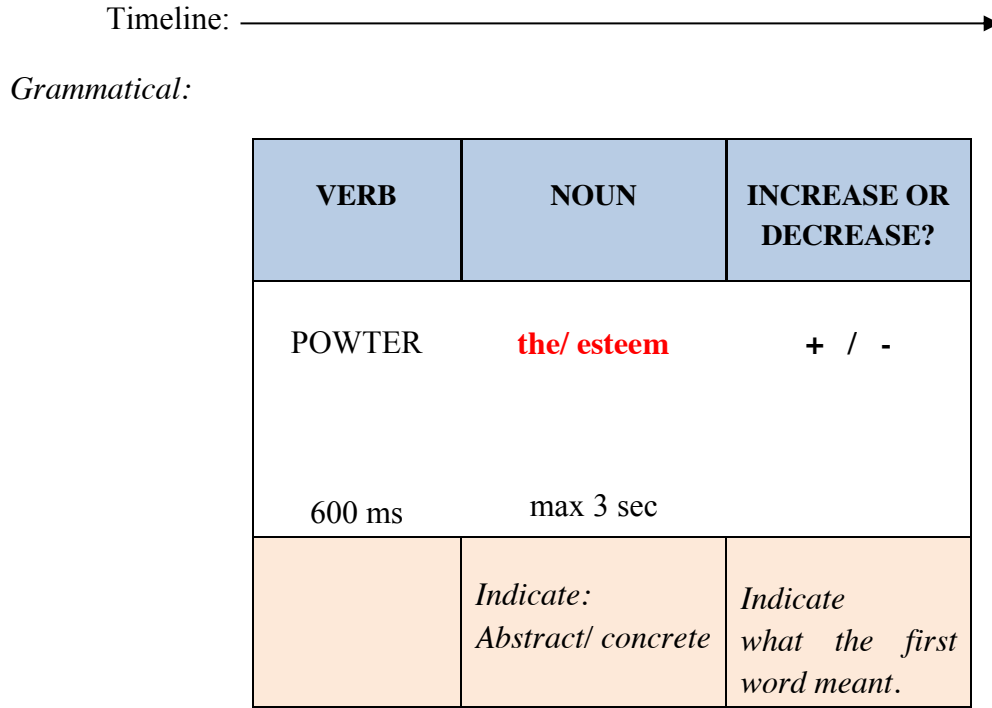 Timeline:
Grammatical:
VERB
NOUN
INCREASE OR
DECREASE?
POWTER
the/ esteem
+ / -
600 ms
max 3 sec
Indicate:
Abstract/ concrete
Indicate
what the first
word meant.